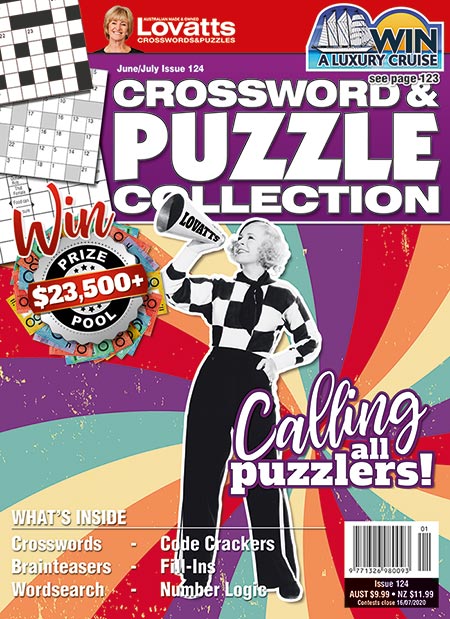 AUSTRALIAN MADE & OWNED
Lovatts
CROSSWORDS&PUZZLES
WIN
A LUXURY CRUISE
see page 123
June/July Issue 124
CROSSWORD &
PUZZLE
COLLECTION
Win
PRIZE
$23,500+
POOL
LOVATTS
Calling
all
puzzlers!
WHAT'S INSIDE
Crosswords - Code Crackers
Brainteasers - Fill-Ins
Wordsearch - Number Logic
01
9 771326 980093
Issue 124
AUST $9.99 • NZ $11.99
Contests close 16/07/2020